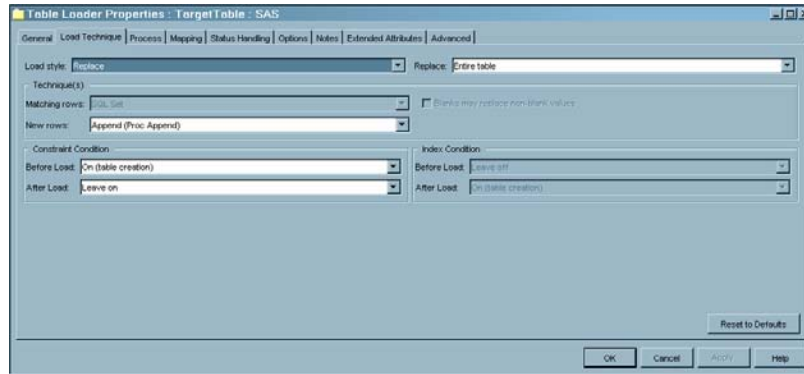 Table Loader Properties : TargetTable : SAS
General Load Technique Process Mapping Status Handling Options Notes Extended Attributes Advanced
Load style: Replace Replace: Entire table
Technique(s)
Matching rows: SQL Set Blanks may replace non-blank values
New rows: Append (Proc Append)
Constraint Condition Index Condition
Before Load: On (table creation) Before Load: Leave off
After Load: Leave on After Load: On (table creation)
Reset to Defaults
OK Cancel Apply Help